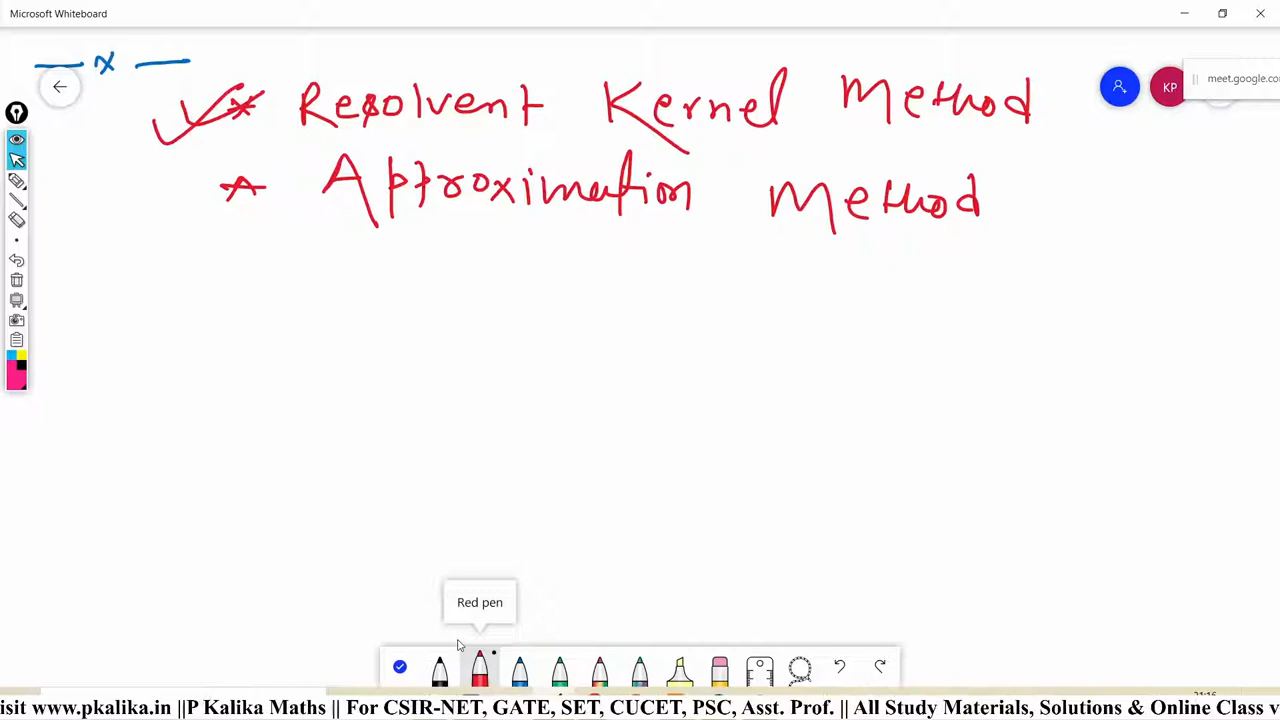 Microsoft Whiteboard
— x —
KP
meet.google.co
Resolvent Kernel Method
Approximation Method
Red pen
isit www.pkalika.in ||P Kalika Maths || For CSIR-NET, GATE, SET, CUCET, PSC, Asst. Prof. || All Study Materials, Solutions & Online Class v